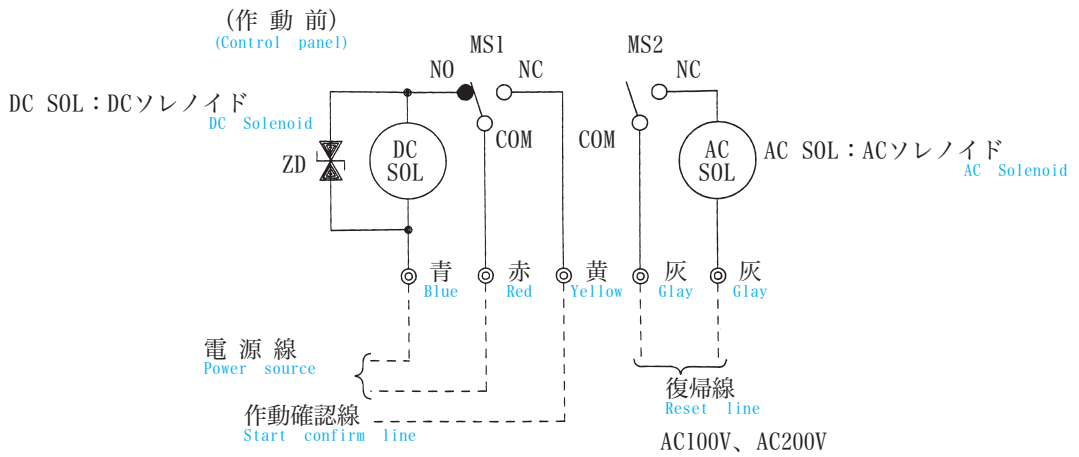 (作 動 前)
(Control panel)
MS1
MS2
NO
NC
NC
DC SOL：DCソレノイド
DC Solenoid
COM
COM
ZD
DC
SOL
AC
SOL
AC SOL：ACソレノイド
AC Solenoid
青
Blue
赤
Red
黄
Yellow
灰
Glay
灰
Glay
電 源 線
Power source
作動確認線
Start confirm line
復帰線
Reset line
AC100V、AC200V